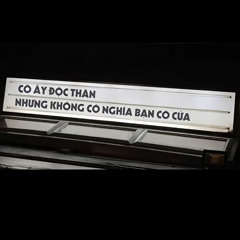 CÔ ẤY ĐỘC THÂN
NHƯNG KHÔNG CÓ NGHĨA BẠN CÓ CỬA